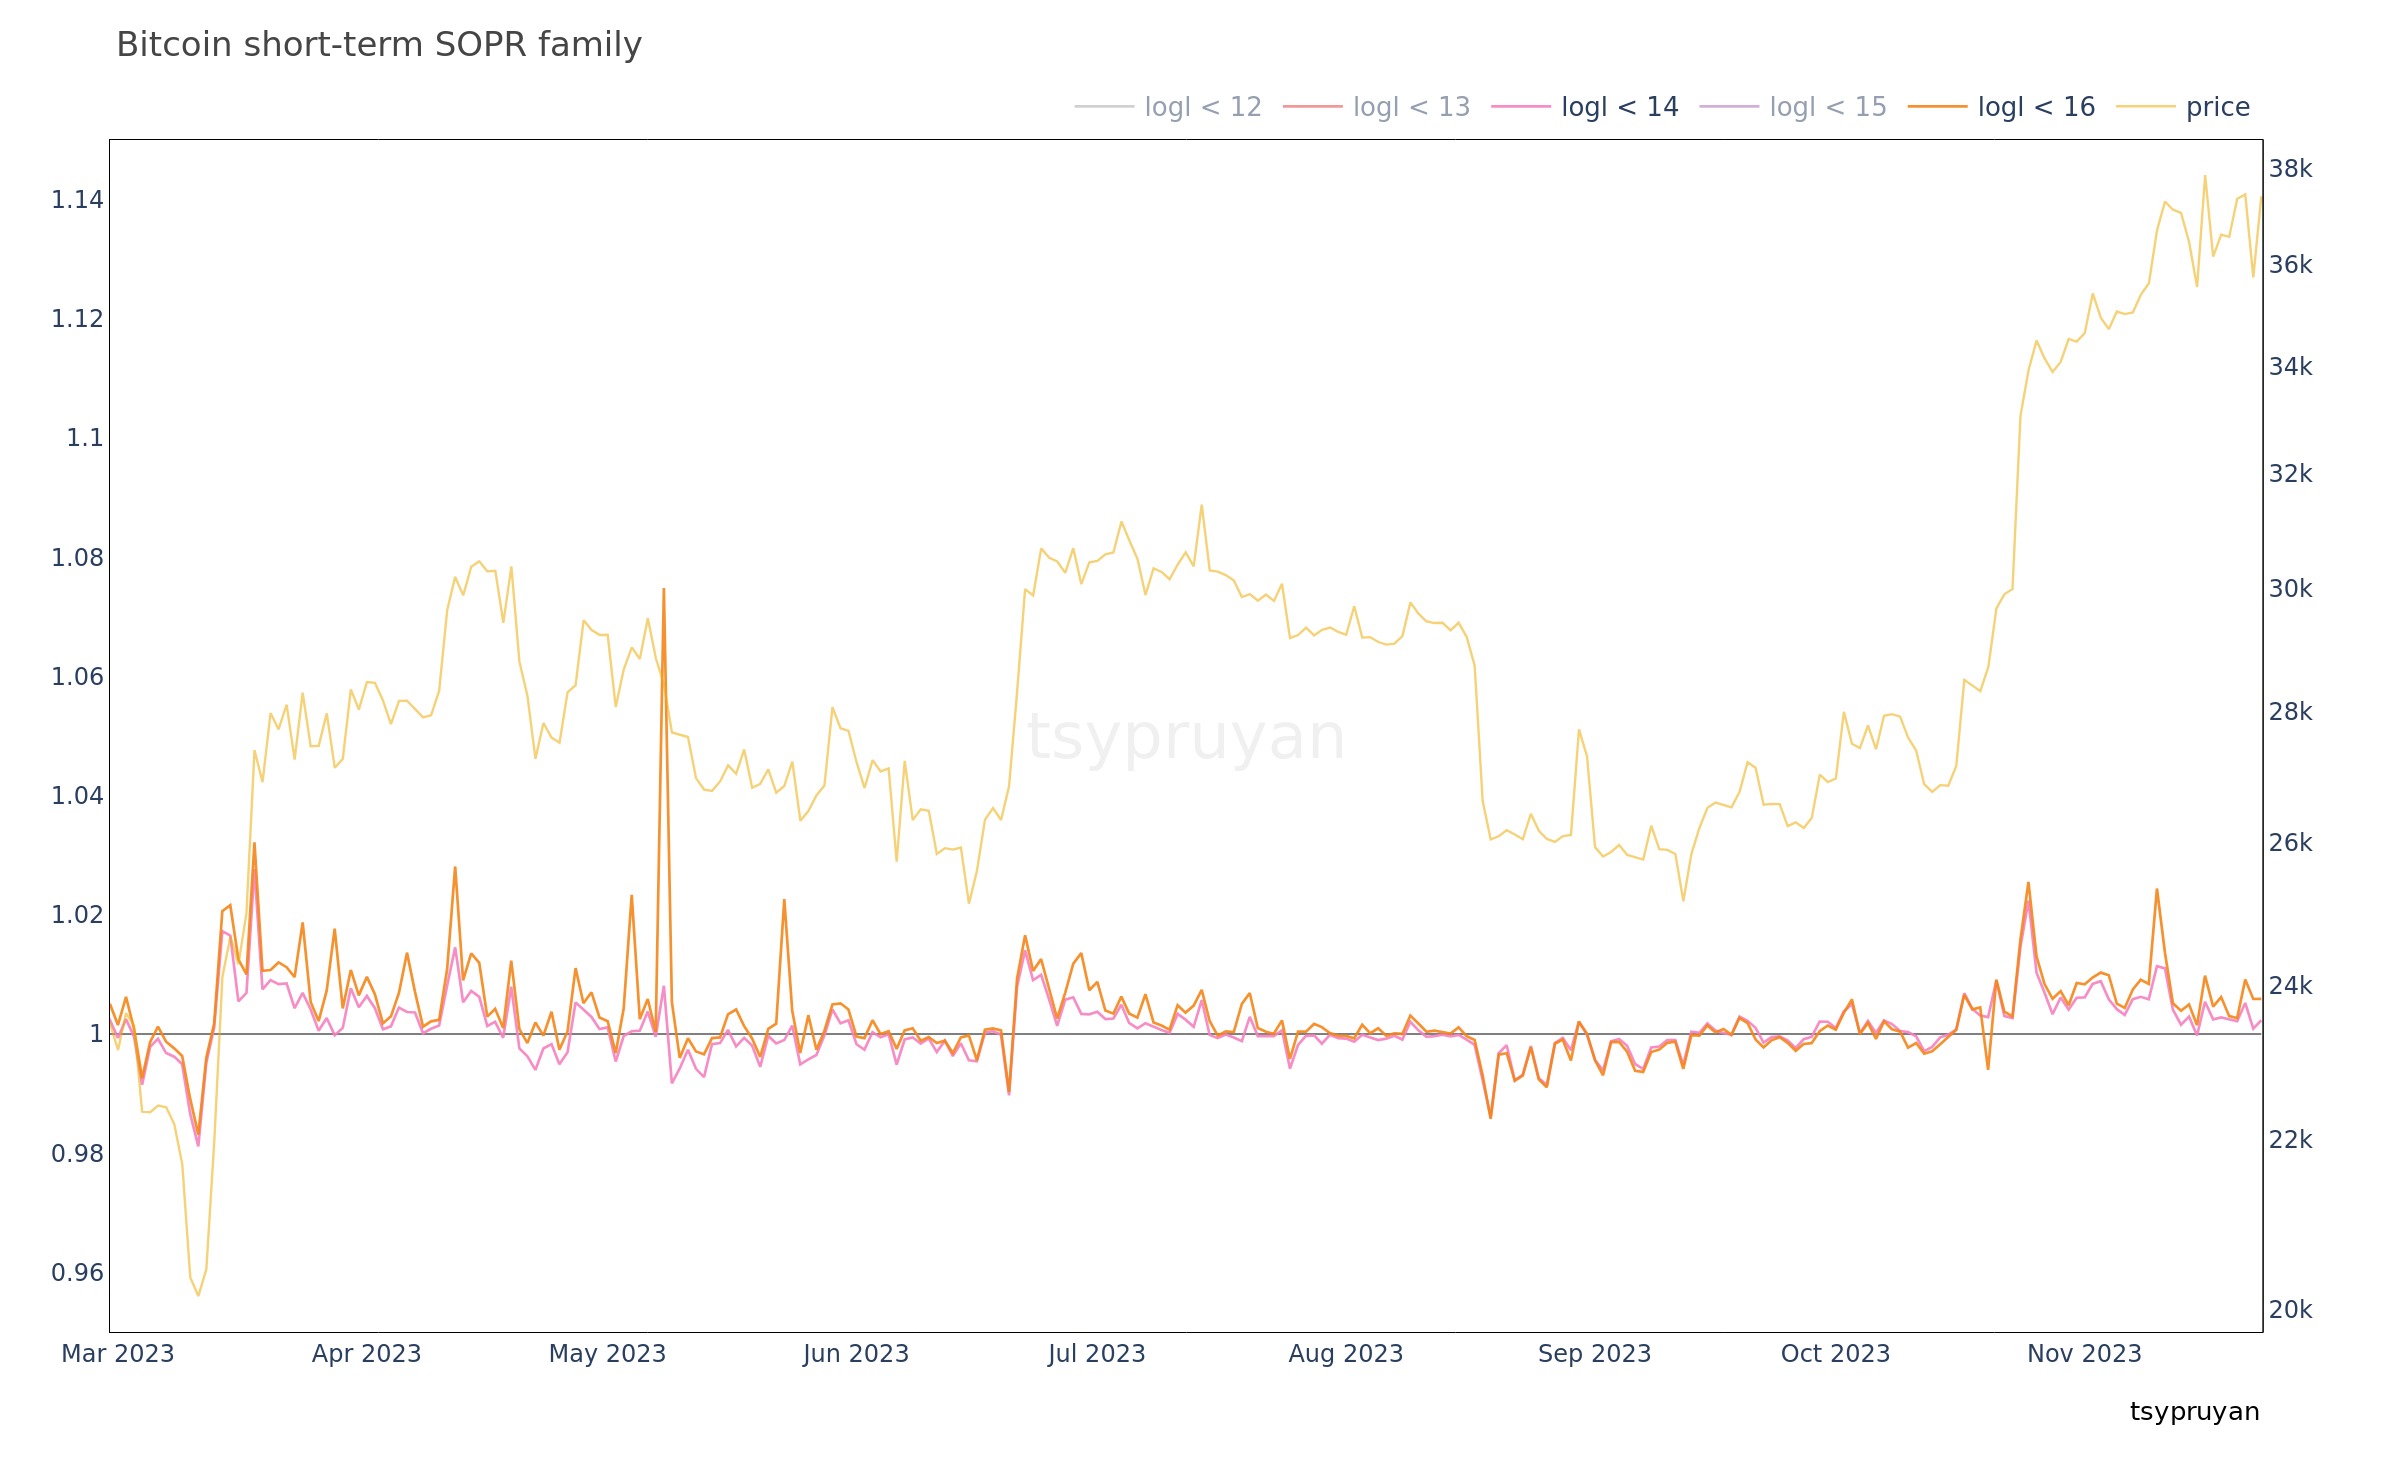 Bitcoin short-term SOPR family
logl < 12 logl < 13 logl < 14 logl < 15 logl < 16 price
1.14
1.12
1.1
1.08
1.06
1.04
1.02
1
0.98
0.96
38k
36k
34k
32k
30k
28k
26k
24k
22k
20k
tsypruyan
Mar 2023 Apr 2023 May 2023 Jun 2023 Jul 2023 Aug 2023 Sep 2023 Oct 2023 Nov 2023
tsypruyan